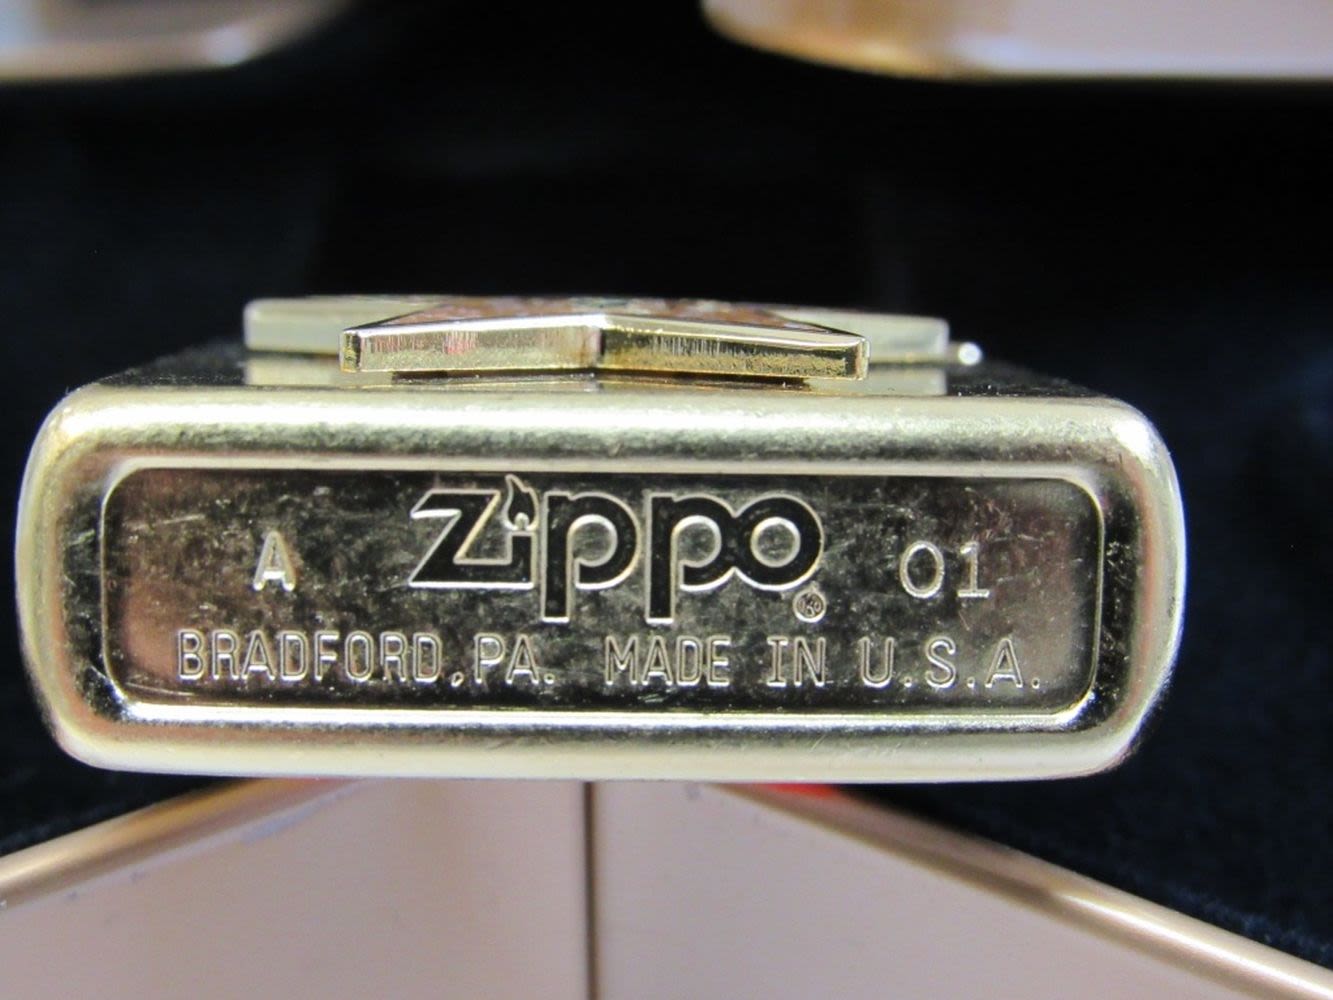 A Zippo® 01
BRADFORD,PA. MADE IN U.S.A.